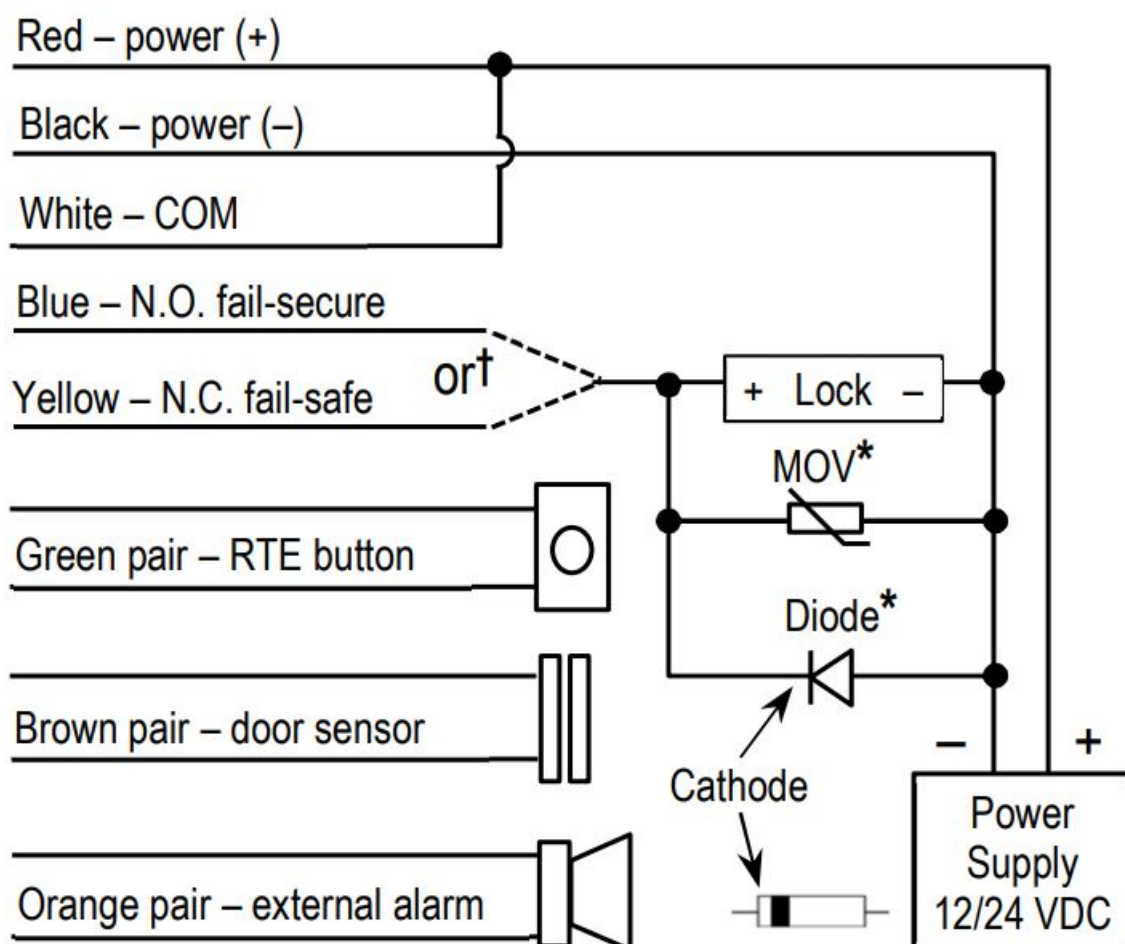 Red – power (+)
Black – power (–)
White – COM
Blue – N.O. fail-secure
or†
Yellow – N.C. fail-safe
+ Lock –
MOV*
Green pair – RTE button
Diode*
Brown pair – door sensor
– +
Cathode
Power
Supply
12/24 VDC
Orange pair – external alarm